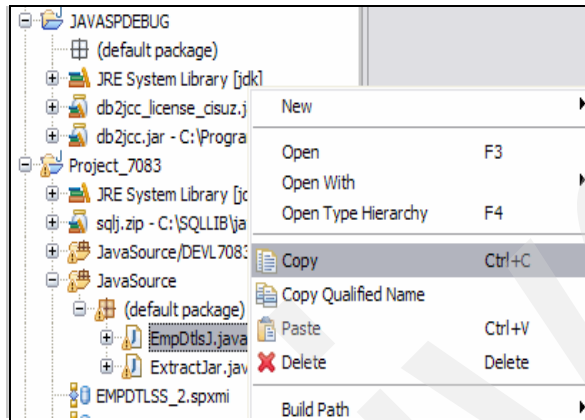 JAVASPDEBUG
(default package)
JRE System Library [jdk]
db2jcc_license_cisuz.j
db2jcc.jar - C:\Progra
Project_7083
JRE System Library [jd
sqlj.zip - C:\SQLLIB\ja
JavaSource/DEVL7083
JavaSource
(default package)
EmpDtlsJ.java
ExtractJar.jav
EMPDTLSS_2.spxmi
New
Open F3
Open With
Open Type Hierarchy F4
Copy Ctrl+C
Copy Qualified Name
Paste Ctrl+V
Delete Delete
Build Path